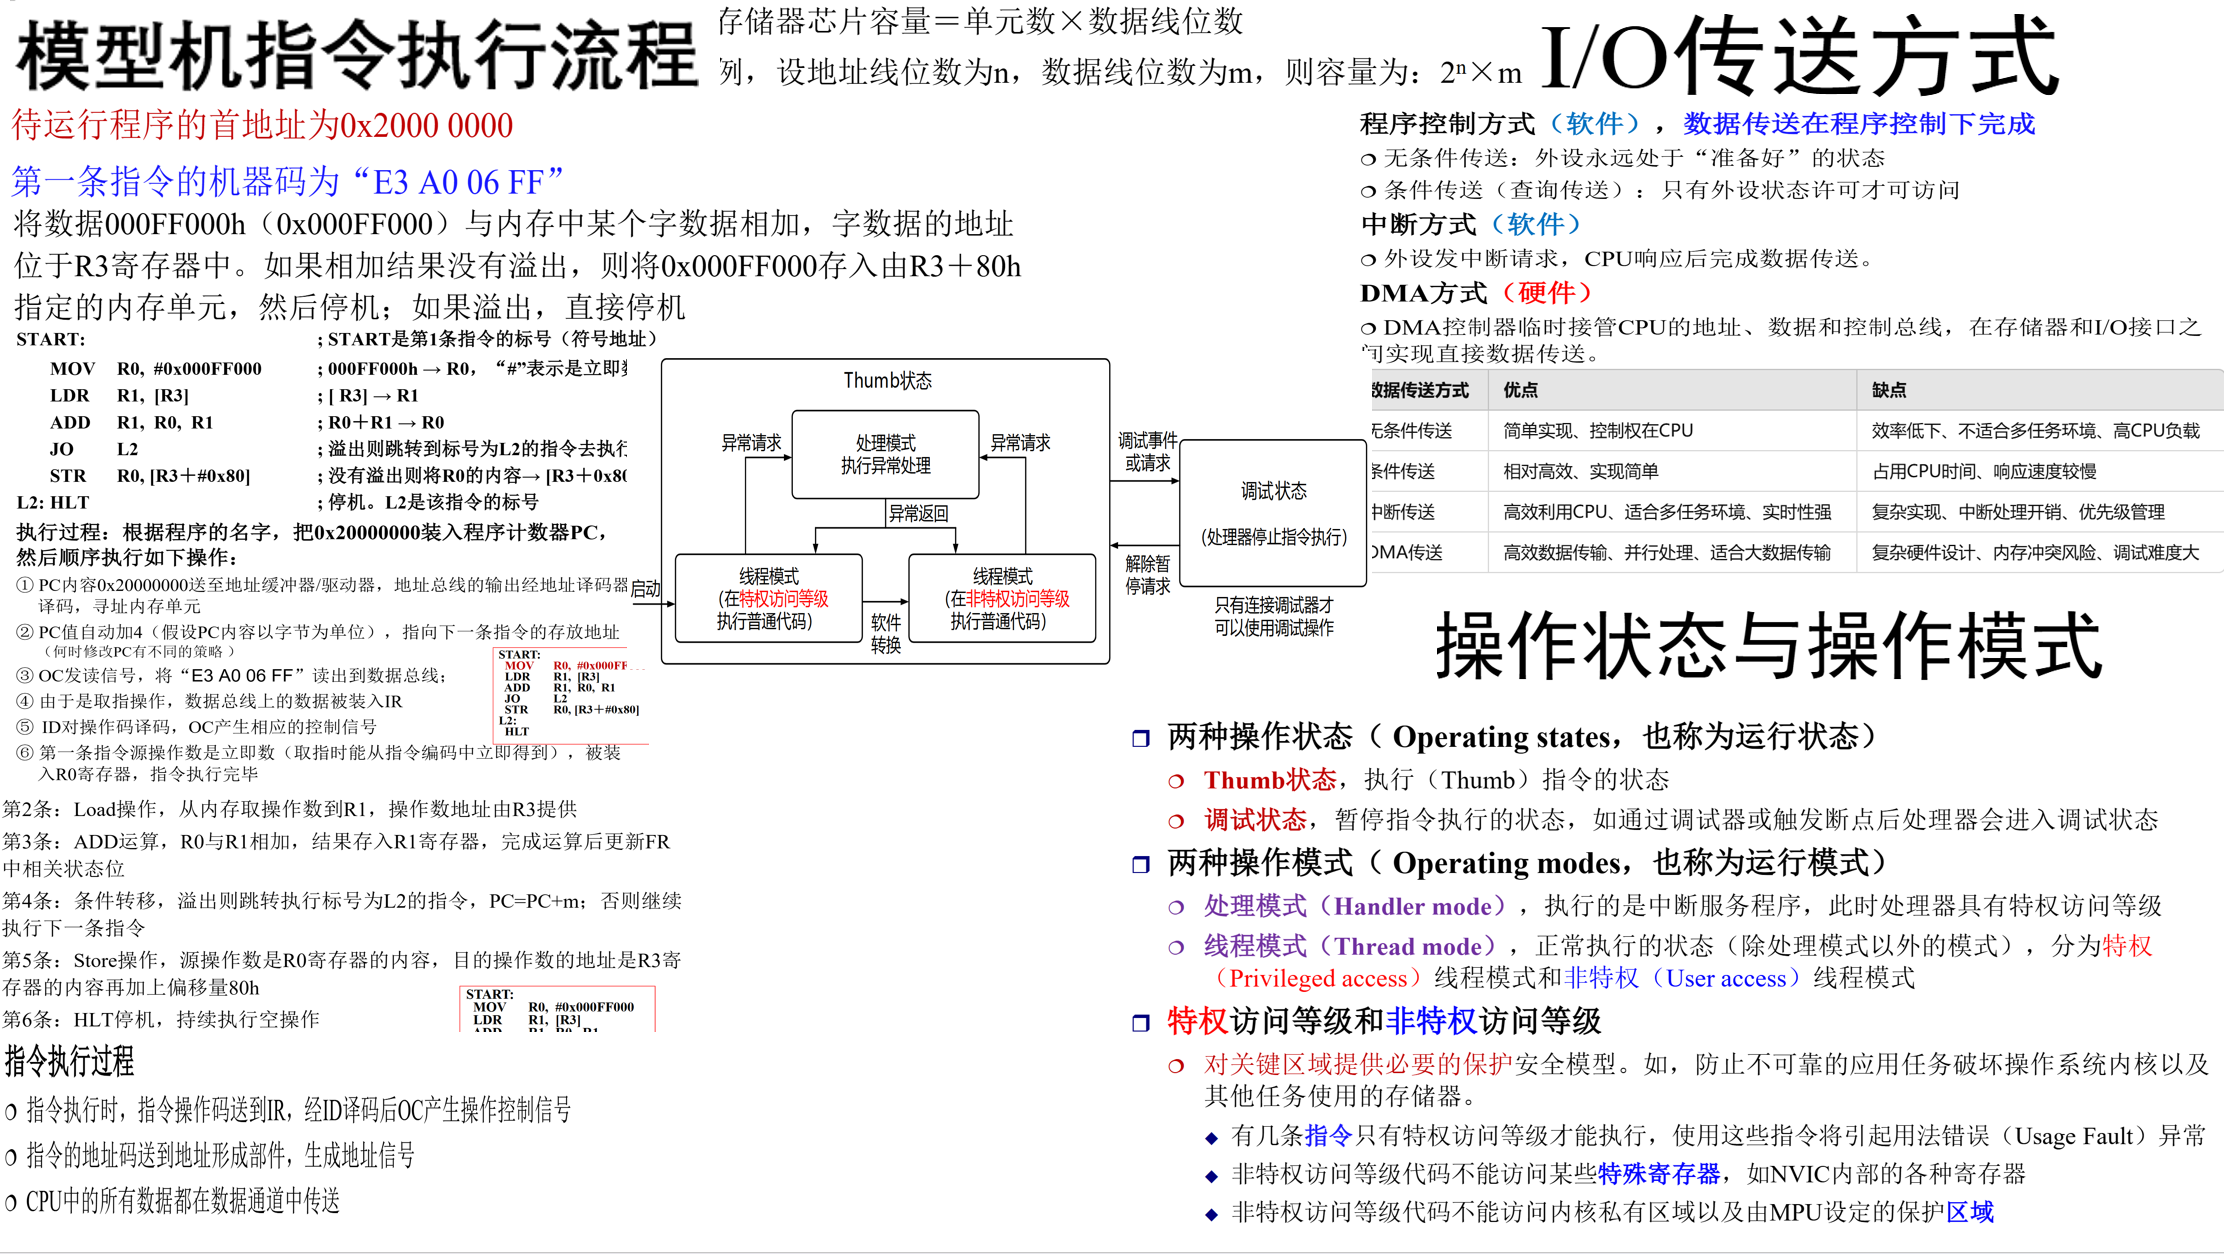 模型机指令执行流程
待运行程序的首地址为0x2000 0000
第一条指令的机器码为“E3 A0 06 FF”
将数据000FF000h（0x000FF000）与内存中某个字数据相加，字数据的地址
位于R3寄存器中。如果相加结果没有溢出，则将0x000FF000存入由R3＋80h
指定的内存单元，然后停机；如果溢出，直接停机
START: ; START是第1条指令的标号（符号地址）
MOV R0, #0x000FF000 ; 000FF000h → R0，“#”表示是立即
LDR R1, [R3] ; [ R3] → R1
ADD R1, R0, R1 ; R0＋R1 → R0
JO L2 ; 溢出则跳转到标号为L2的指令去执行
STR R0, [R3＋#0x80] ; 没有溢出则将R0的内容→ [R3＋0x80
L2: HLT ; 停机。L2是该指令的标号
执行过程：根据程序的名字，把0x20000000装入程序计数器PC，
然后顺序执行如下操作：
① PC内容0x20000000送至地址缓冲器/驱动器，地址总线的输出经地址译码器
译码，寻址内存单元
② PC值自动加4（假设PC内容以字节为单位），指向下一条指令的存放地址
（何时修改PC有不同的策略 ）
③ OC发读信号，将“E3 A0 06 FF”读出到数据总线；
④ 由于是取指操作，数据总线上的数据被装入IR
⑤ ID对操作码译码，OC产生相应的控制信号
⑥ 第一条指令源操作数是立即数（取指时能从指令编码中立即得到），被装
入R0寄存器，指令执行完毕
START:
MOV R0, #0x000FF
LDR R1, [R3]
ADD R1, R0, R1
JO L2
STR R0, [R3＋#0x80]
L2:
HLT
第2条：Load操作，从内存取操作数到R1，操作数地址由R3提供
第3条：ADD运算，R0与R1相加，结果存入R1寄存器，完成运算后更新FR
中相关状态位
第4条：条件转移，溢出则跳转执行标号为L2的指令，PC=PC+m；否则继续
执行下一条指令
第5条：Store操作，源操作数是R0寄存器的内容，目的操作数的地址是R3寄
存器的内容再加上偏移量80h
第6条：HLT停机，持续执行空操作
START:
MOV R0, #0x000FF000
LDR R1, [R3]
指令执行过程
指令执行时，指令操作码送到IR，经ID译码后OC产生操作控制信号
指令的地址码送到地址形成部件，生成地址信号
CPU中的所有数据都在数据通道中传送
存储器芯片容量＝单元数×数据线位数
列，设地址线位数为n，数据线位数为m，则容量为：2ⁿ×m
Thumb状态
处理模式
执行异常处理
异常请求
异常请求
异常返回
启动
线程模式
(在特权访问等级
执行普通代码)
软件
转换
线程模式
(在非特权访问等级
执行普通代码)
调试事件
或请求
解除暂
停请求
调试状态
(处理器停止指令执行)
只有连接调试器才
可以使用调试操作
I/O传送方式
程序控制方式（软件），数据传送在程序控制下完成
无条件传送：外设永远处于“准备好”的状态
条件传送（查询传送）：只有外设状态许可才可访问
中断方式（软件）
外设发中断请求，CPU响应后完成数据传送。
DMA方式（硬件）
DMA控制器临时接管CPU的地址、数据和控制总线，在存储器和I/O接口之
间实现直接数据传送。
数据传送方式 优点 缺点
无条件传送 简单实现、控制权在CPU 效率低下、不适合多任务环境、高CPU负载
条件传送 相对高效、实现简单 占用CPU时间、响应速度较慢
中断传送 高效利用CPU、适合多任务环境、实时性强 复杂实现、中断处理开销、优先级管理
DMA传送 高效数据传输、并行处理、适合大数据传输 复杂硬件设计、内存冲突风险、调试难度大
操作状态与操作模式
两种操作状态（ Operating states，也称为运行状态）
Thumb状态，执行（Thumb）指令的状态
调试状态，暂停指令执行的状态，如通过调试器或触发断点后处理器会进入调试状态
两种操作模式（ Operating modes，也称为运行模式）
处理模式（Handler mode），执行的是中断服务程序，此时处理器具有特权访问等级
线程模式（Thread mode），正常执行的状态（除处理模式以外的模式），分为特权
（Privileged access）线程模式和非特权（User access）线程模式
特权访问等级和非特权访问等级
对关键区域提供必要的保护安全模型。如，防止不可靠的应用任务破坏操作系统内核以及
其他任务使用的存储器。
有几条指令只有特权访问等级才能执行，使用这些指令将引起用法错误（Usage Fault）异常
非特权访问等级代码不能访问某些特殊寄存器，如NVIC内部的各种寄存器
非特权访问等级代码不能访问内核私有区域以及由MPU设定的保护区域